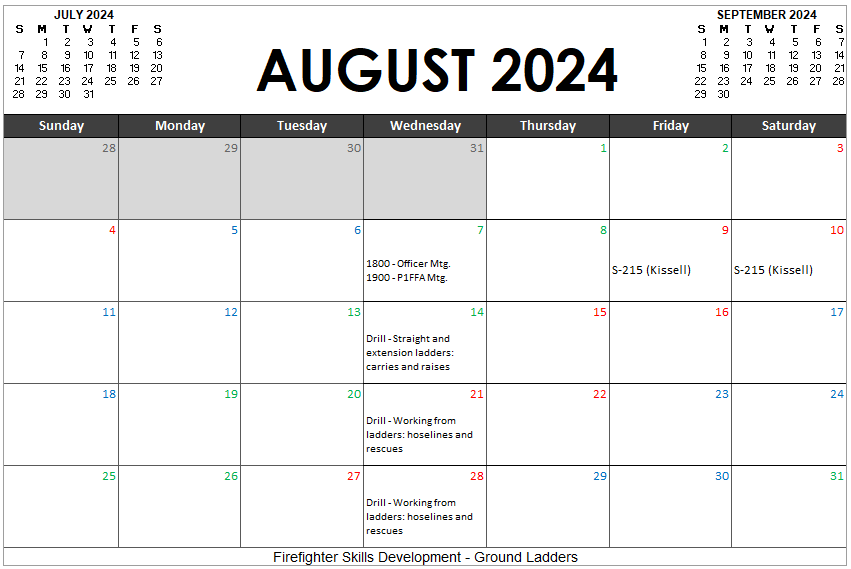 JULY 2024
S M T W T F S
1 2 3 4 5 6
7 8 9 10 11 12 13
14 15 16 17 18 19 20
21 22 23 24 25 26 27
28 29 30 31
AUGUST 2024
SEPTEMBER 2024
S M T W T F S
1 2 3 4 5 6 7
8 9 10 11 12 13 14
15 16 17 18 19 20 21
22 23 24 25 26 27 28
29 30
Sunday Monday Tuesday Wednesday Thursday Friday Saturday
28 29 30 31 1 2 3
4 5 6 7 8 9 10
1800 - Officer Mtg.
1900 - P1FFA Mtg.
S-215 (Kissell)
S-215 (Kissell)
11 12 13 14 15 16 17
Drill - Straight and
extension ladders:
carries and raises
18 19 20 21 22 23 24
Drill - Working from
ladders: hoselines and
rescues
25 26 27 28 29 30 31
Drill - Working from
ladders: hoselines and
rescues
Firefighter Skills Development - Ground Ladders